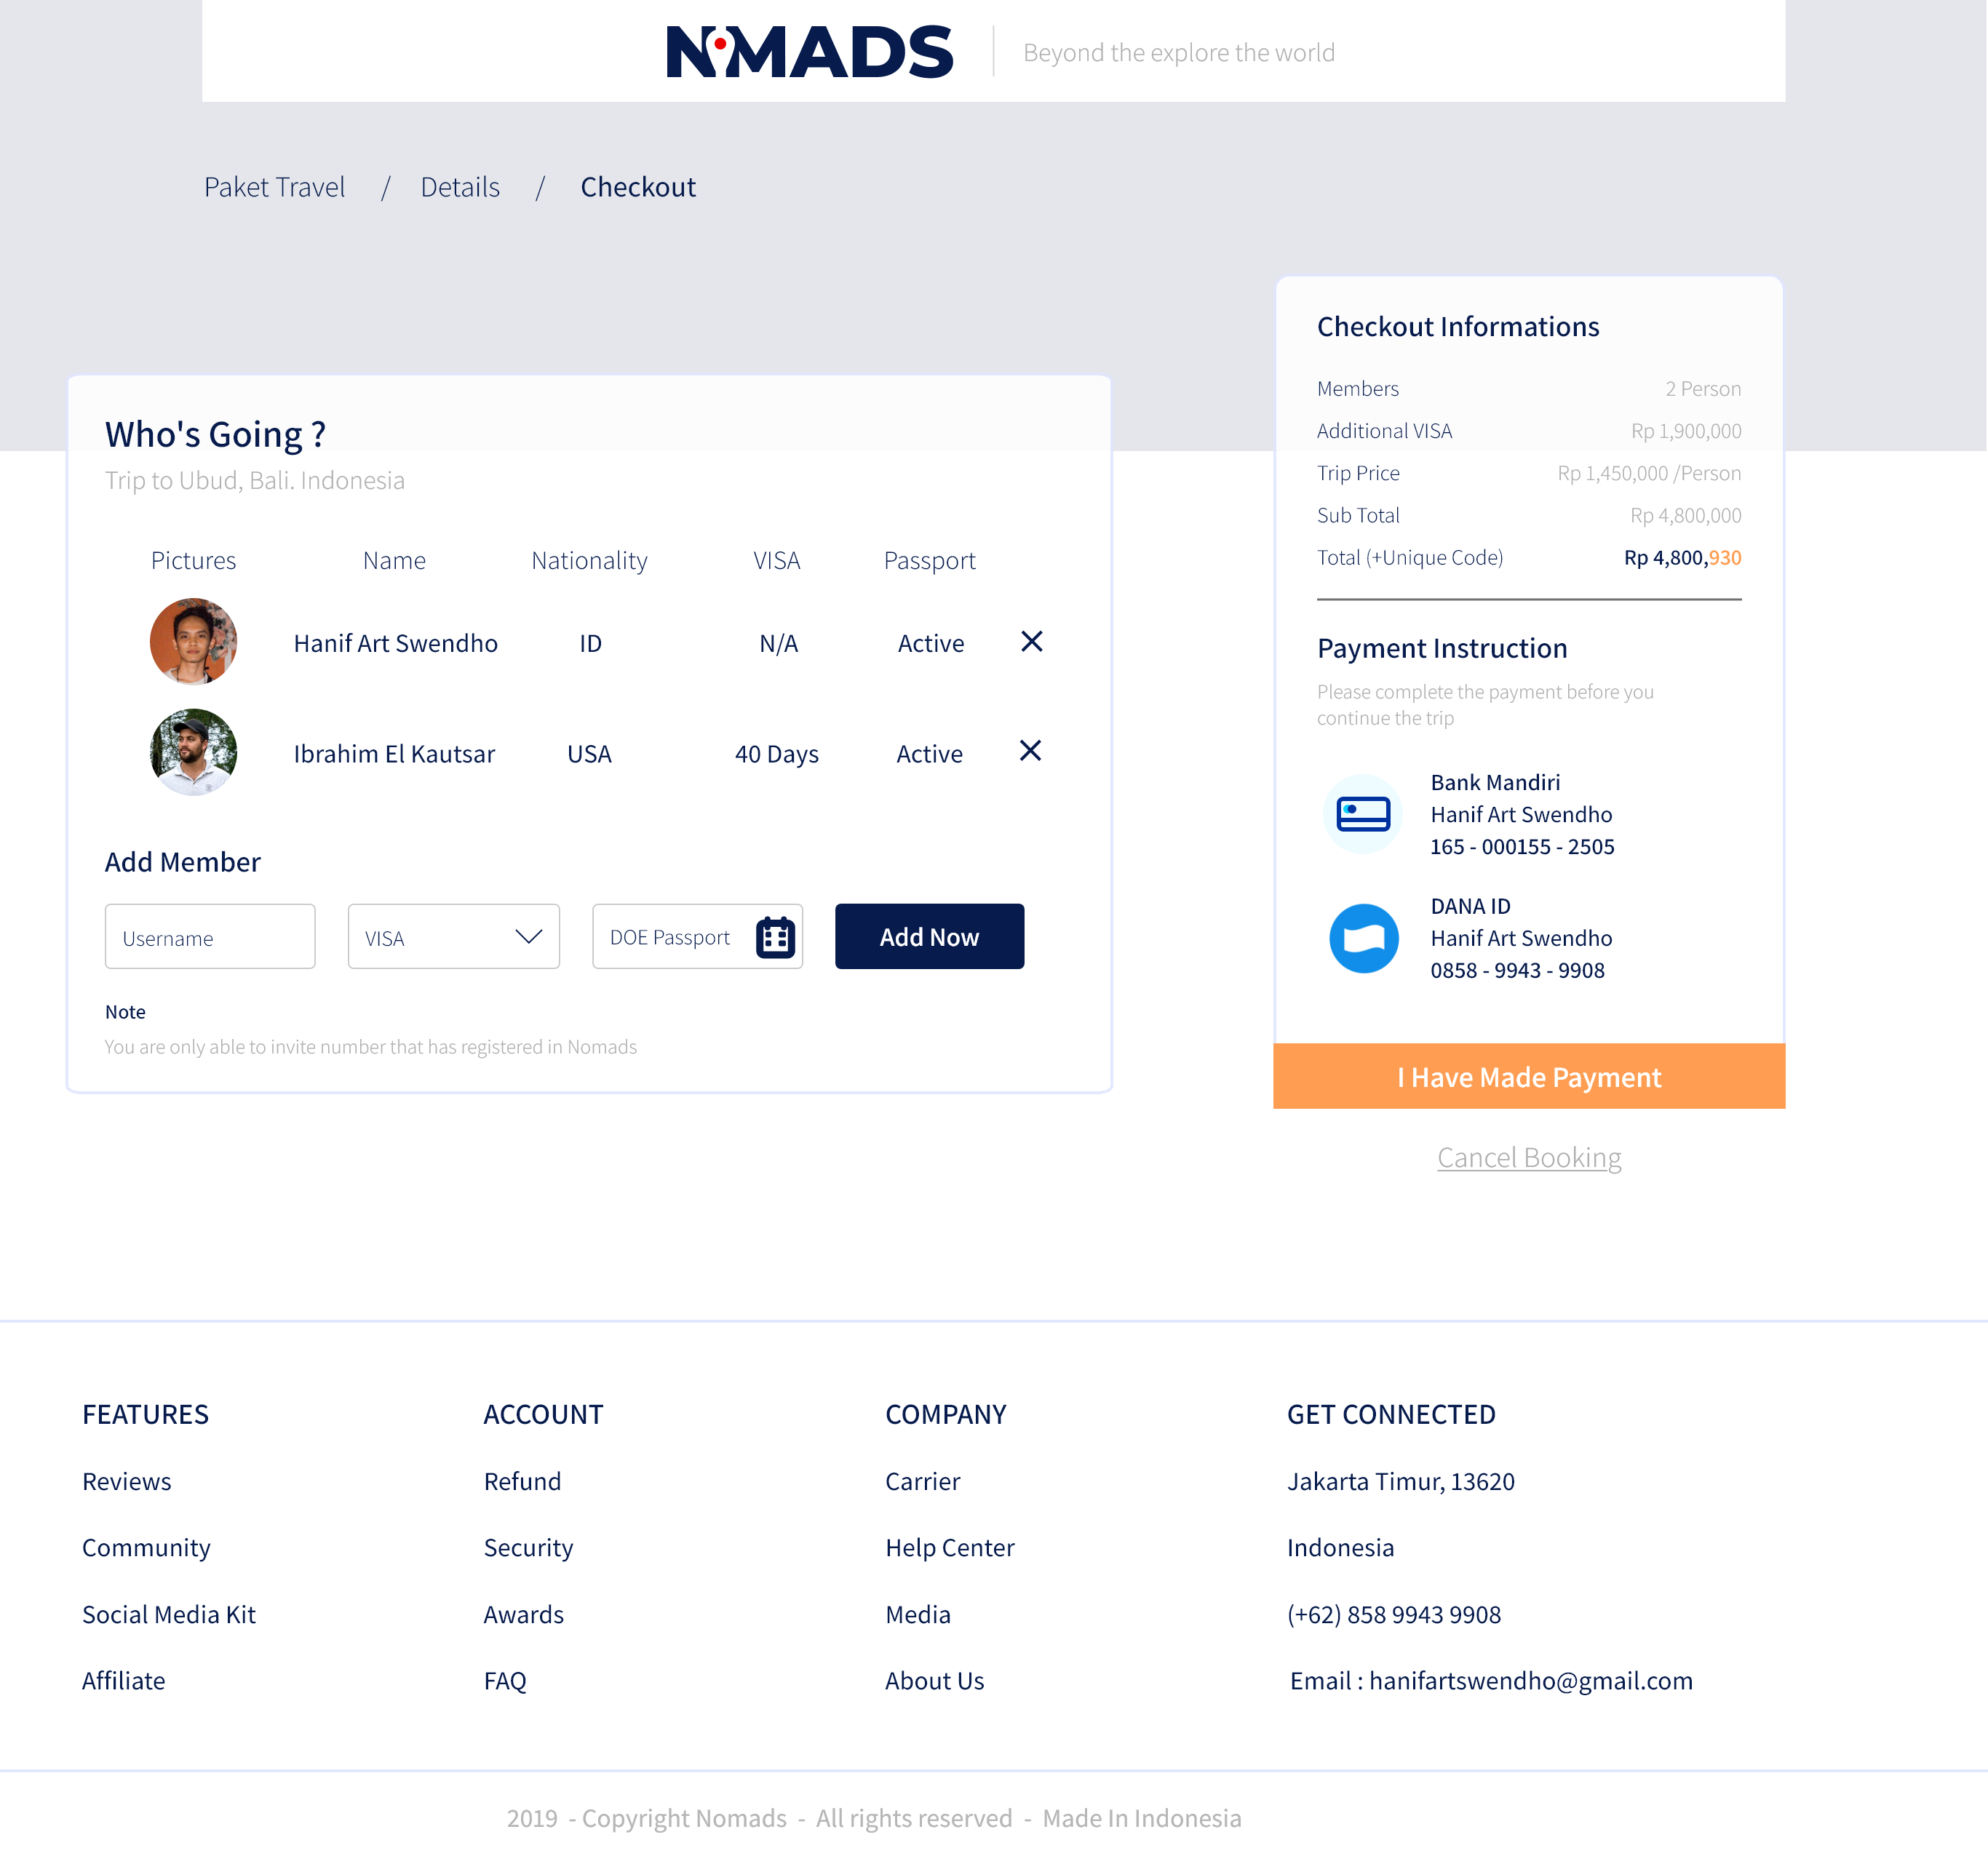 NOMADS
Beyond the explore the world
Paket Travel / Details / Checkout
Who's Going ?
Trip to Ubud, Bali. Indonesia
Pictures Name Nationality VISA Passport
Hanif Art Swendho ID N/A Active
Ibrahim El Kautsar USA 40 Days Active
Add Member
Username VISA DOE Passport Add Now
Note
You are only able to invite number that has registered in Nomads
Checkout Informations
Members 2 Person
Additional VISA Rp 1,900,000
Trip Price Rp 1,450,000 /Person
Sub Total Rp 4,800,000
Total (+Unique Code) Rp 4,800,930
Payment Instruction
Please complete the payment before you
continue the trip
Bank Mandiri
Hanif Art Swendho
165 - 000155 - 2505
DANA ID
Hanif Art Swendho
0858 - 9943 - 9908
I Have Made Payment
Cancel Booking
FEATURES
Reviews
Community
Social Media Kit
Affiliate
ACCOUNT
Refund
Security
Awards
FAQ
COMPANY
Carrier
Help Center
Media
About Us
GET CONNECTED
Jakarta Timur, 13620
Indonesia
(+62) 858 9943 9908
Email : hanifartswendho@gmail.com
2019 - Copyright Nomads - All rights reserved - Made In Indonesia